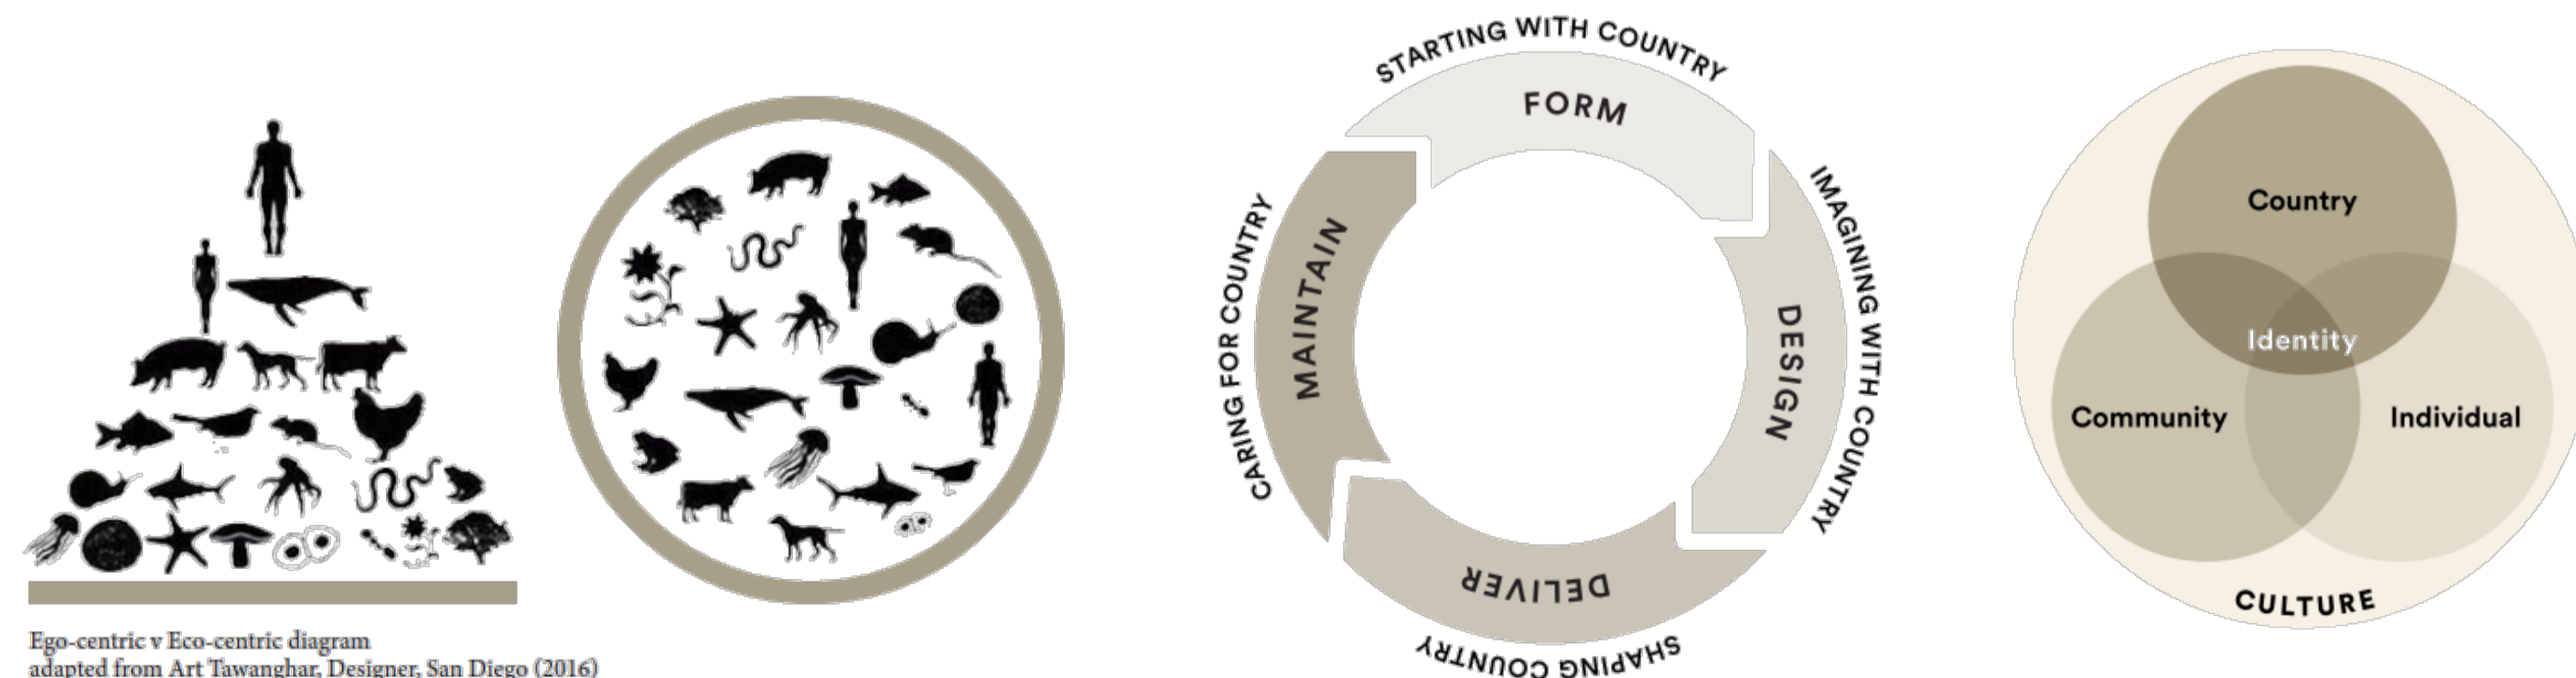 Ego-centric v Eco-centric diagram
adapted from Art Tawanghar, Designer, San Diego (2016)
STARTING WITH COUNTRY
FORM
IMAGINING WITH COUNTRY
DESIGN
SHAPING COUNTRY
DELIVER
CARING FOR COUNTRY
MAINTAIN
Country
Identity
Community
Individual
CULTURE